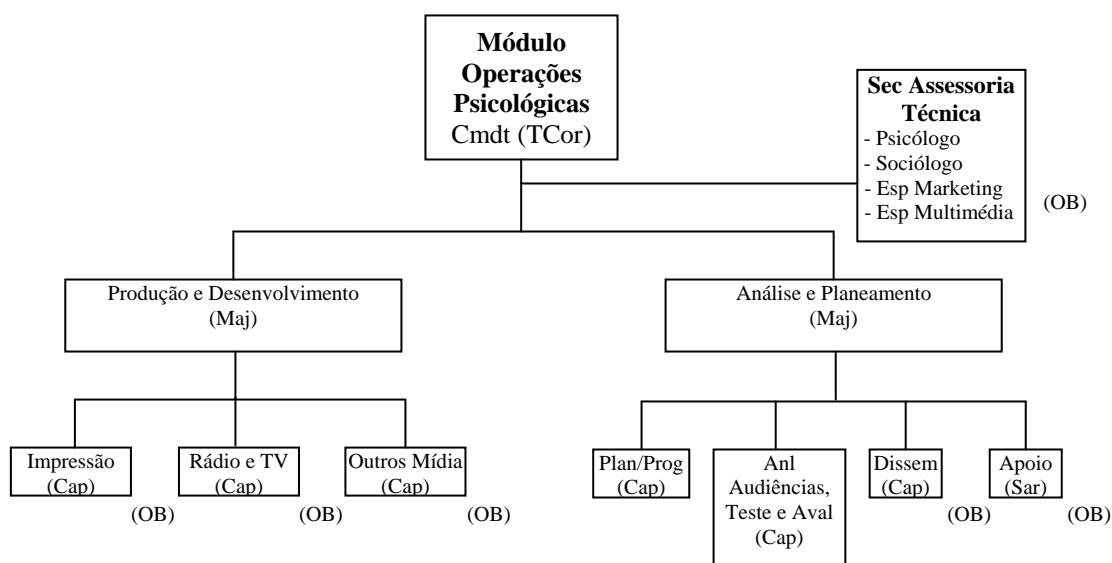 Módulo
Operações
Psicológicas
Cmdt (TCor)
Sec Assessoria
Técnica
- Psicólogo
- Sociólogo
- Esp Marketing
- Esp Multimédia
(OB)
Produção e Desenvolvimento
(Maj)
Análise e Planeamento
(Maj)
Impressão
(Cap)
(OB)
Rádio e TV
(Cap)
(OB)
Outros Mídia
(Cap)
(OB)
Plan/Prog
(Cap)
Anl
Audiências,
Teste e Aval
(Cap)
Dissem
(Cap)
(OB)
Apoio
(Sar)
(OB)